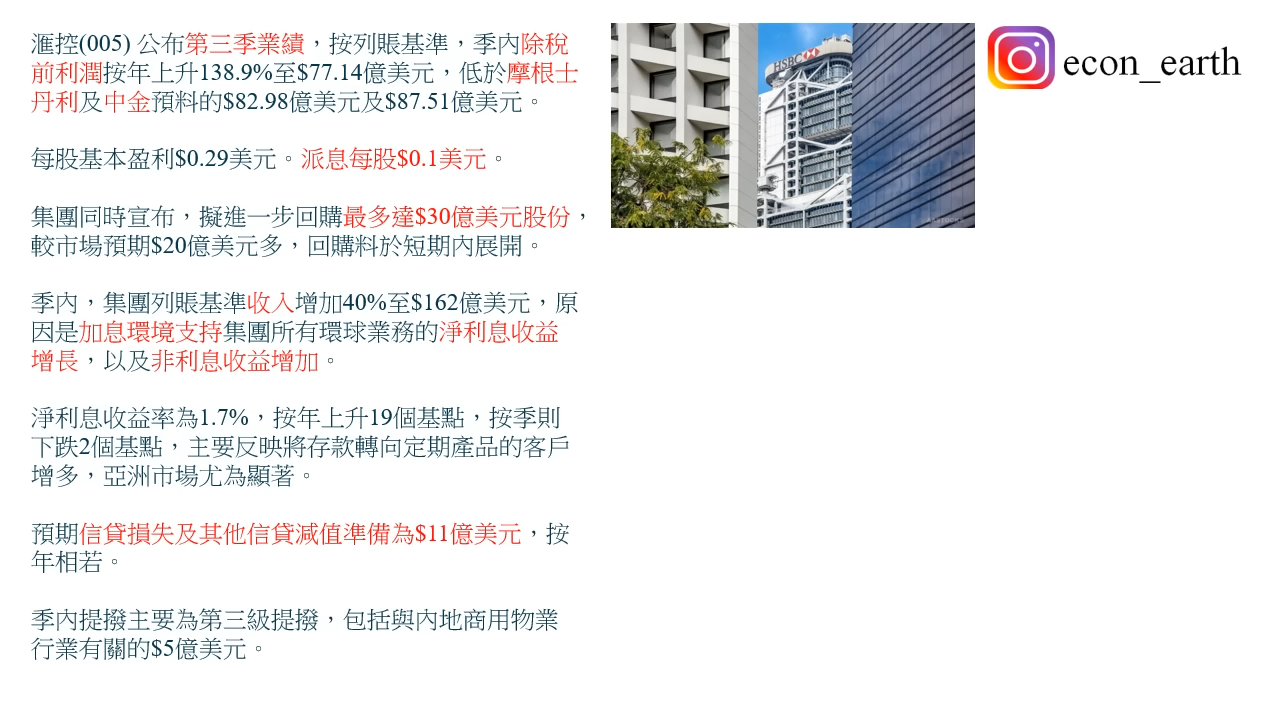 滙控(005) 公布第三季業績，按列賬基準，季內除稅
前利潤按年上升138.9%至$77.14億美元，低於摩根士
丹利及中金預料的$82.98億美元及$87.51億美元。
每股基本盈利$0.29美元。派息每股$0.1美元。
集團同時宣布，擬進一步回購最多達$30億美元股份，
較市場預期$20億美元多，回購料於短期內展開。
季內，集團列賬基準收入增加40%至$162億美元，原
因是加息環境支持集團所有環球業務的淨利息收益
增長，以及非利息收益增加。
淨利息收益率為1.7%，按年上升19個基點，按季則
下跌2個基點，主要反映將存款轉向定期產品的客戶
增多，亞洲市場尤為顯著。
預期信貸損失及其他信貸減值準備為$11億美元，按
年相若。
季內提撥主要為第三級提撥，包括與內地商用物業
行業有關的$5億美元。
HSBC
econ_earth